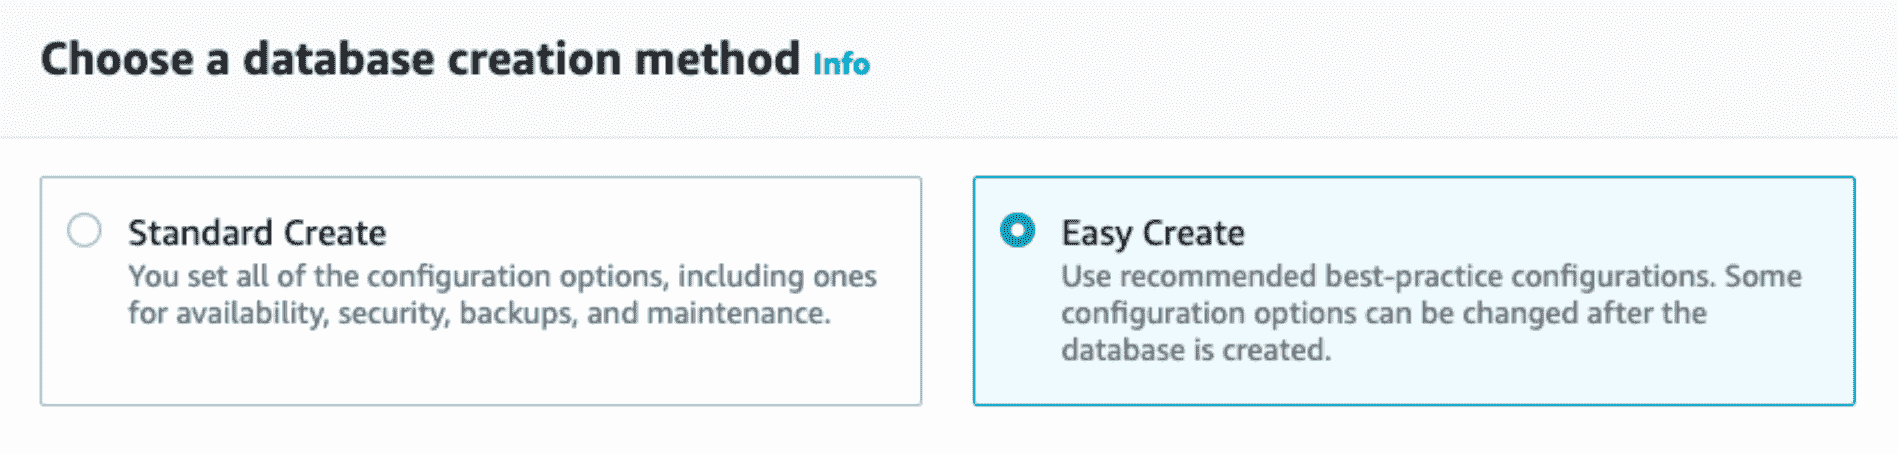 Choose a database creation method Info
Standard Create
You set all of the configuration options, including ones
for availability, security, backups, and maintenance.
Easy Create
Use recommended best-practice configurations. Some
configuration options can be changed after the
database is created.